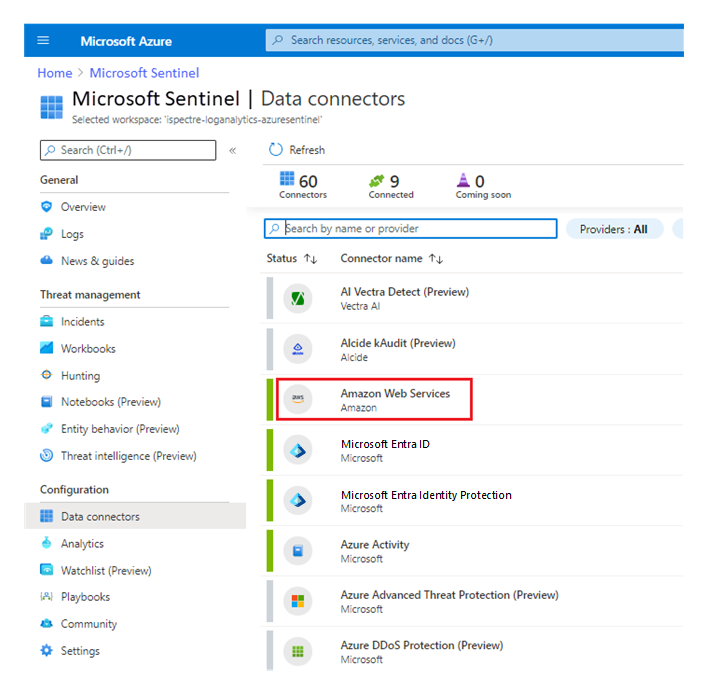 Microsoft Azure
Search resources, services, and docs (G+/)
Home > Microsoft Sentinel
Microsoft Sentinel | Data connectors
Selected workspace: 'ispectre-loganalytics-azuresentinel'
Search (Ctrl+/)
«
Refresh
General
Overview
Logs
News & guides
Threat management
Incidents
Workbooks
Hunting
Notebooks (Preview)
Entity behavior (Preview)
Threat intelligence (Preview)
Configuration
Data connectors
Analytics
Watchlist (Preview)
Playbooks
Community
Settings
60
Connectors
9
Connected
0
Coming soon
Search by name or provider
Providers : All
Status ↑↓ Connector name ↑↓
AI Vectra Detect (Preview)
Vectra AI
Alcide kAudit (Preview)
Alcide
aws
Amazon Web Services
Amazon
Microsoft Entra ID
Microsoft
Microsoft Entra Identity Protection
Microsoft
Azure Activity
Microsoft
Azure Advanced Threat Protection (Preview)
Microsoft
Azure DDoS Protection (Preview)
Microsoft